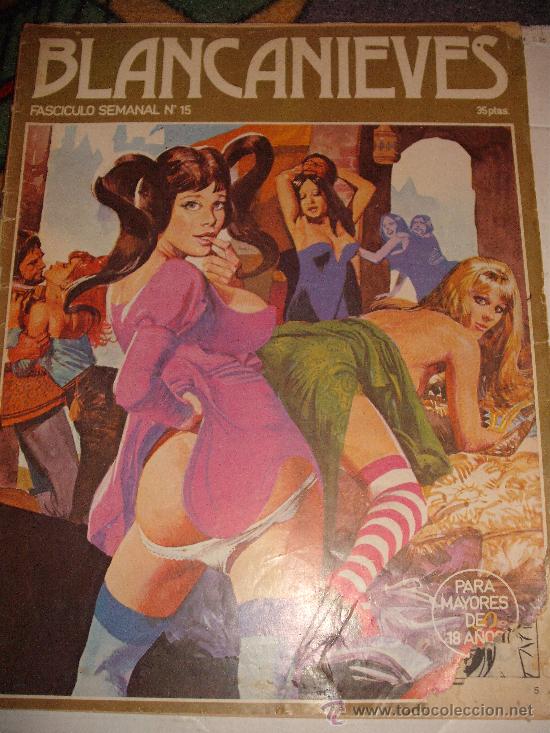 BLANCANIEVES
FASCICULO SEMANAL Nº 15
35 ptas.
PARA
MAYORES
DE
18 AÑOS
5
© www.todocoleccion.net